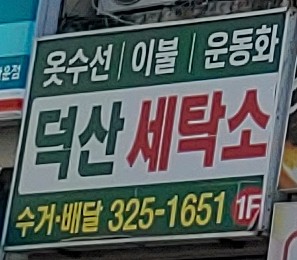 옷수선 | 이불 | 운동화
덕산 세탁소
수거·배달 325-1651 1F